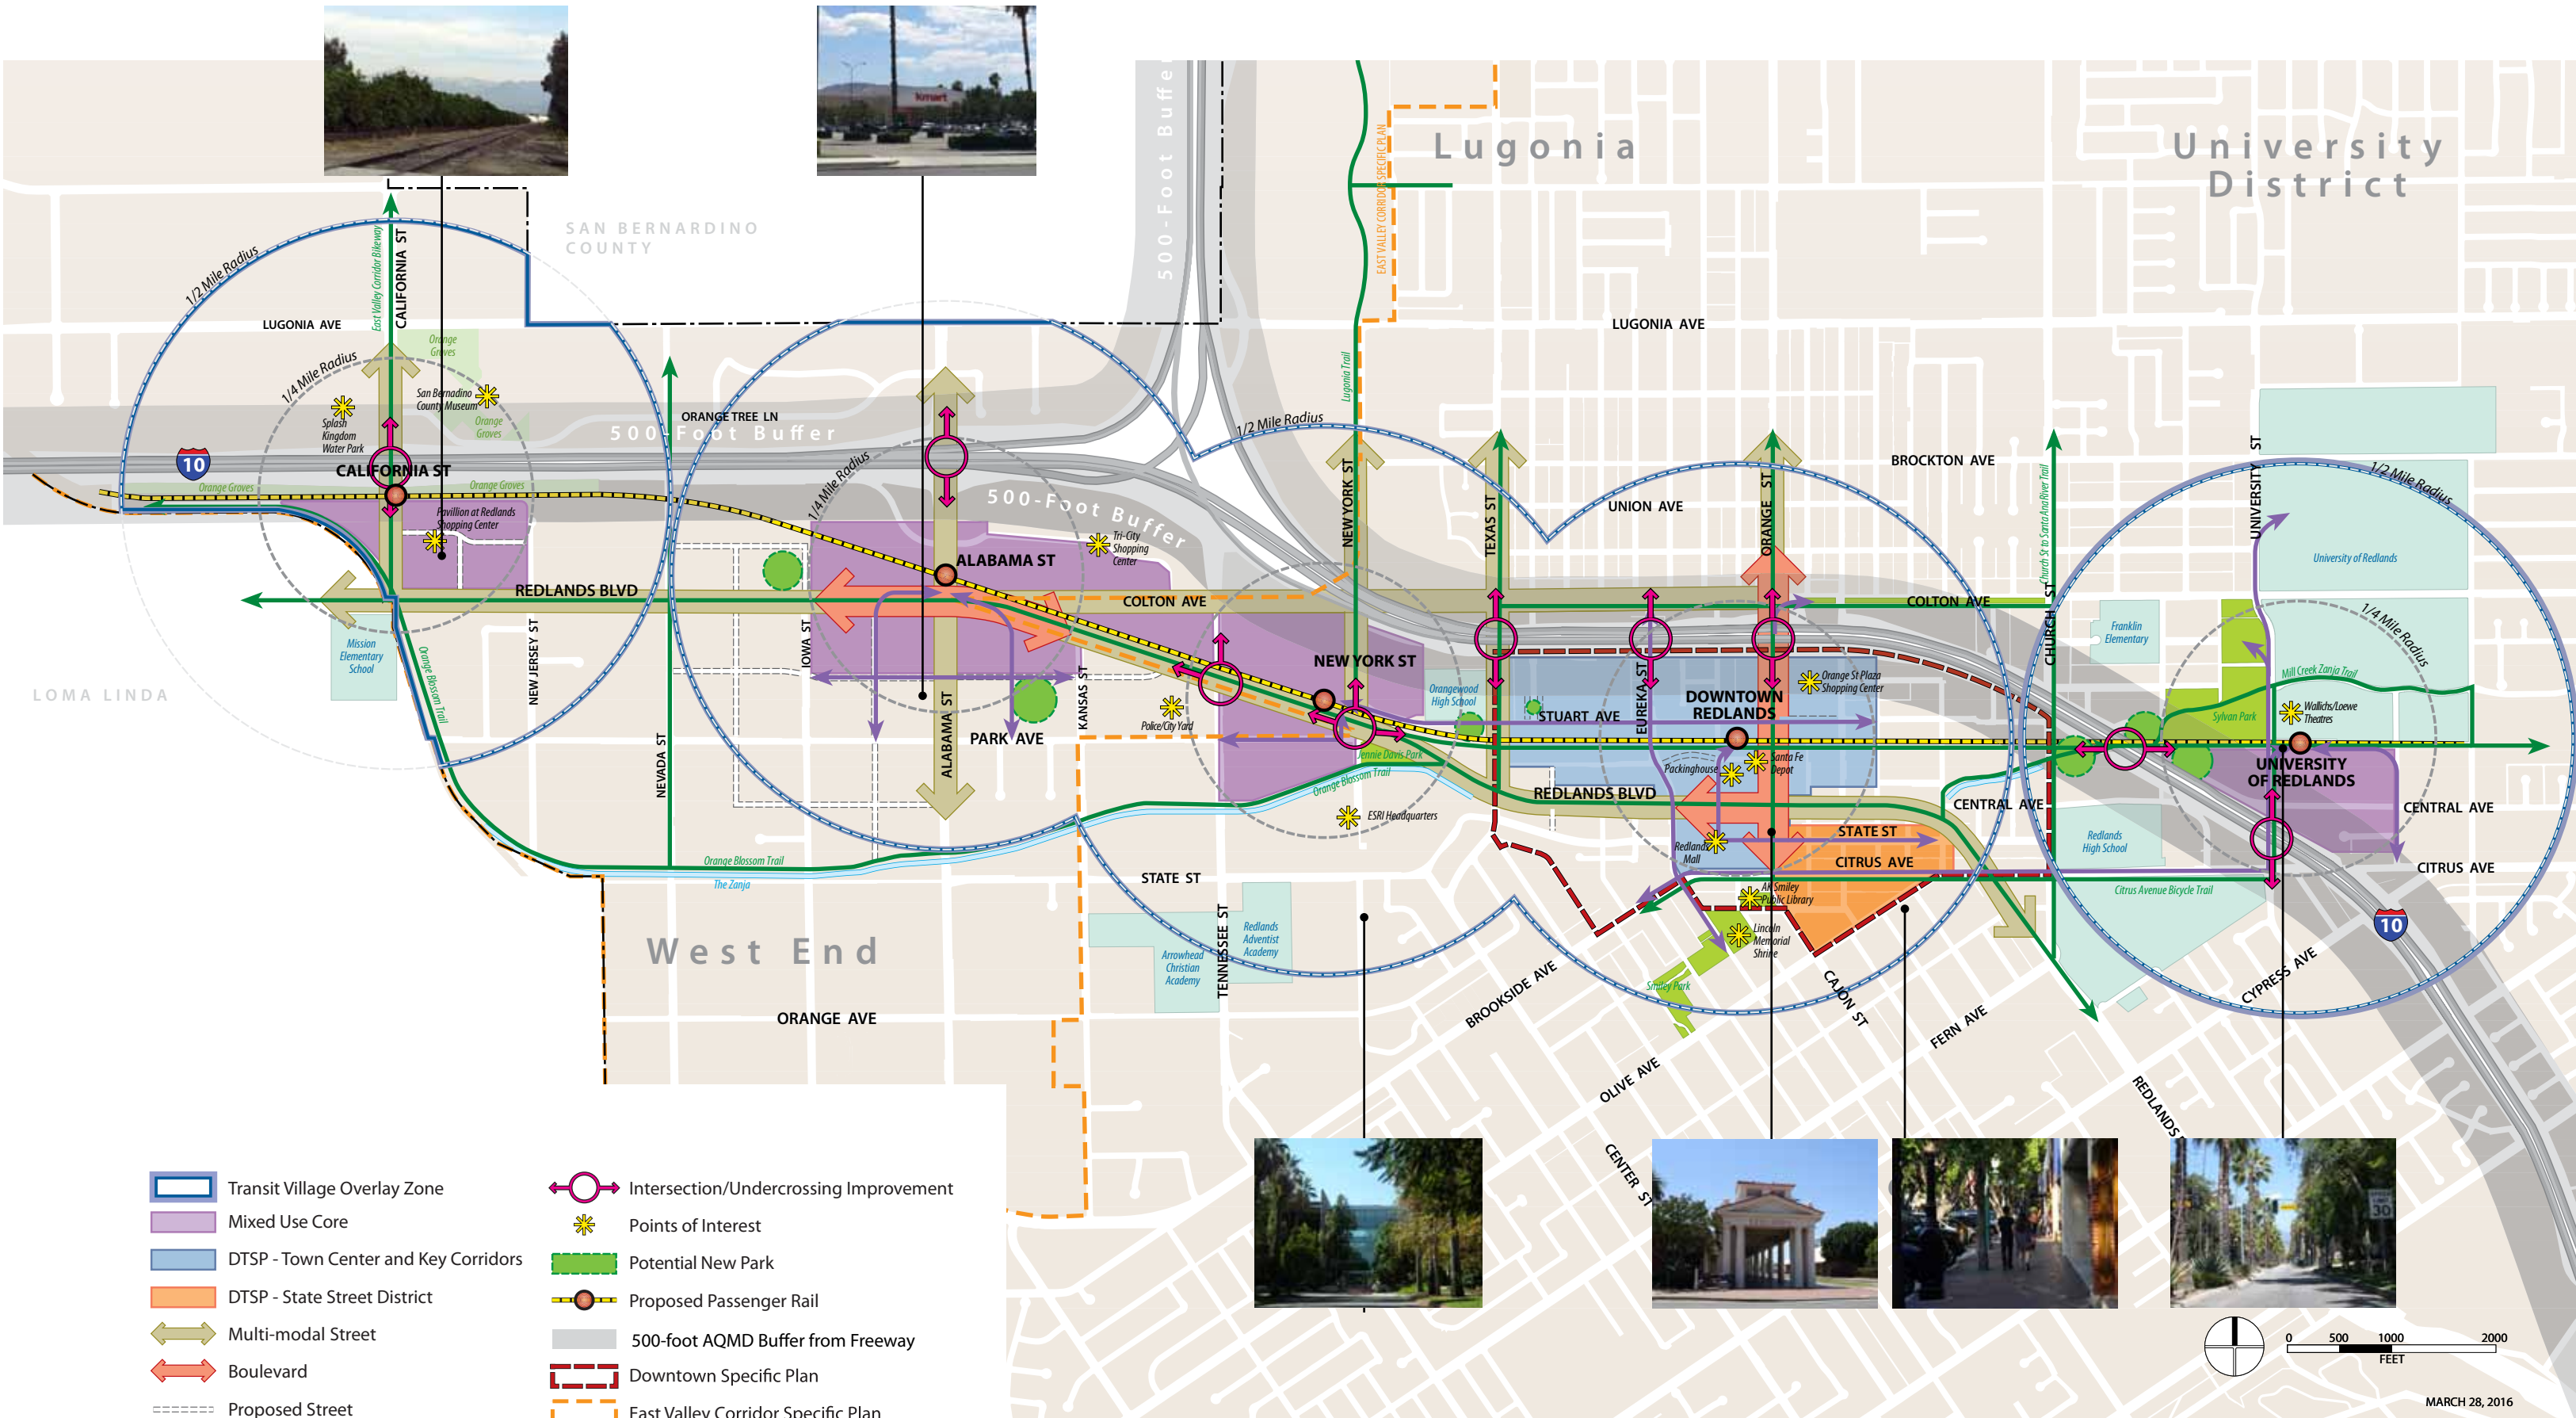 kmart
500-Foot Buffer
EAST VALLEY CORRIDOR SPECIFIC PLAN
Lugonia
University
District
SAN BERNARDINO
COUNTY
1/2 Mile Radius
East Valley Corridor Bikeway
CALIFORNIA ST
LUGONIA AVE
LUGONIA AVE
Orange
Groves
1/4 Mile Radius
San Bernadino
County Museum
Splash
Kingdom
Water Park
Orange
Groves
ORANGE TREE LN
500-Foot Buffer
1/2 Mile Radius
Lugonia Trail
10
CALIFORNIA ST
Orange Groves
Orange Groves
1/4 Mile Radius
500-Foot Buffer
NEW YORK ST
TEXAS ST
UNION AVE
ORANGE ST
BROCKTON AVE
Church St to Santa Ana River Trail
UNIVERSITY ST
1/2 Mile Radius
Pavillion at Redlands
Shopping Center
Tri-City
Shopping
Center
ALABAMA ST
University of Redlands
REDLANDS BLVD
COLTON AVE
COLTON AVE
CHURCH ST
Franklin
Elementary
1/4 Mile Radius
Mission
Elementary
School
Orange Blossom Trail
NEW JERSEY ST
IOWA ST
NEW YORK ST
KANSAS ST
Orangewood
High School
EUREKA ST
Orange St Plaza
Shopping Center
DOWNTOWN
REDLANDS
STUART AVE
Mill Creek Zanja Trail
Sylvan Park
Wallichs/Loewe
Theatres
LOMA LINDA
NEVADA ST
ALABAMA ST
PARK AVE
Police/City Yard
Jennie Davis Park
Orange Blossom Trail
Packinghouse
Santa Fe
Depot
UNIVERSITY
OF REDLANDS
REDLANDS BLVD
CENTRAL AVE
CENTRAL AVE
ESRI Headquarters
Redlands
Mall
STATE ST
CITRUS AVE
Redlands
High School
CITRUS AVE
Orange Blossom Trail
The Zanja
STATE ST
AK Smiley
Public Library
Citrus Avenue Bicycle Trail
West End
TENNESSEE ST
Arrowhead
Christian
Academy
Redlands
Adventist
Academy
Lincoln
Memorial
Shrine
10
BROOKSIDE AVE
Smiley Park
CAJON ST
FERN AVE
CYPRESS AVE
ORANGE AVE
OLIVE AVE
CENTER ST
REDLANDS
30
Transit Village Overlay Zone
Mixed Use Core
DTSP - Town Center and Key Corridors
DTSP - State Street District
Multi-modal Street
Boulevard
Proposed Street
Intersection/Undercrossing Improvement
Points of Interest
Potential New Park
Proposed Passenger Rail
500-foot AQMD Buffer from Freeway
Downtown Specific Plan
East Valley Corridor Specific Plan
0 500 1000 2000
FEET
MARCH 28, 2016